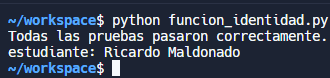 ~/workspace$ python funcion_identidad.py
Todas las pruebas pasaron correctamente.
estudiante: Ricardo Maldonado
~/workspace$